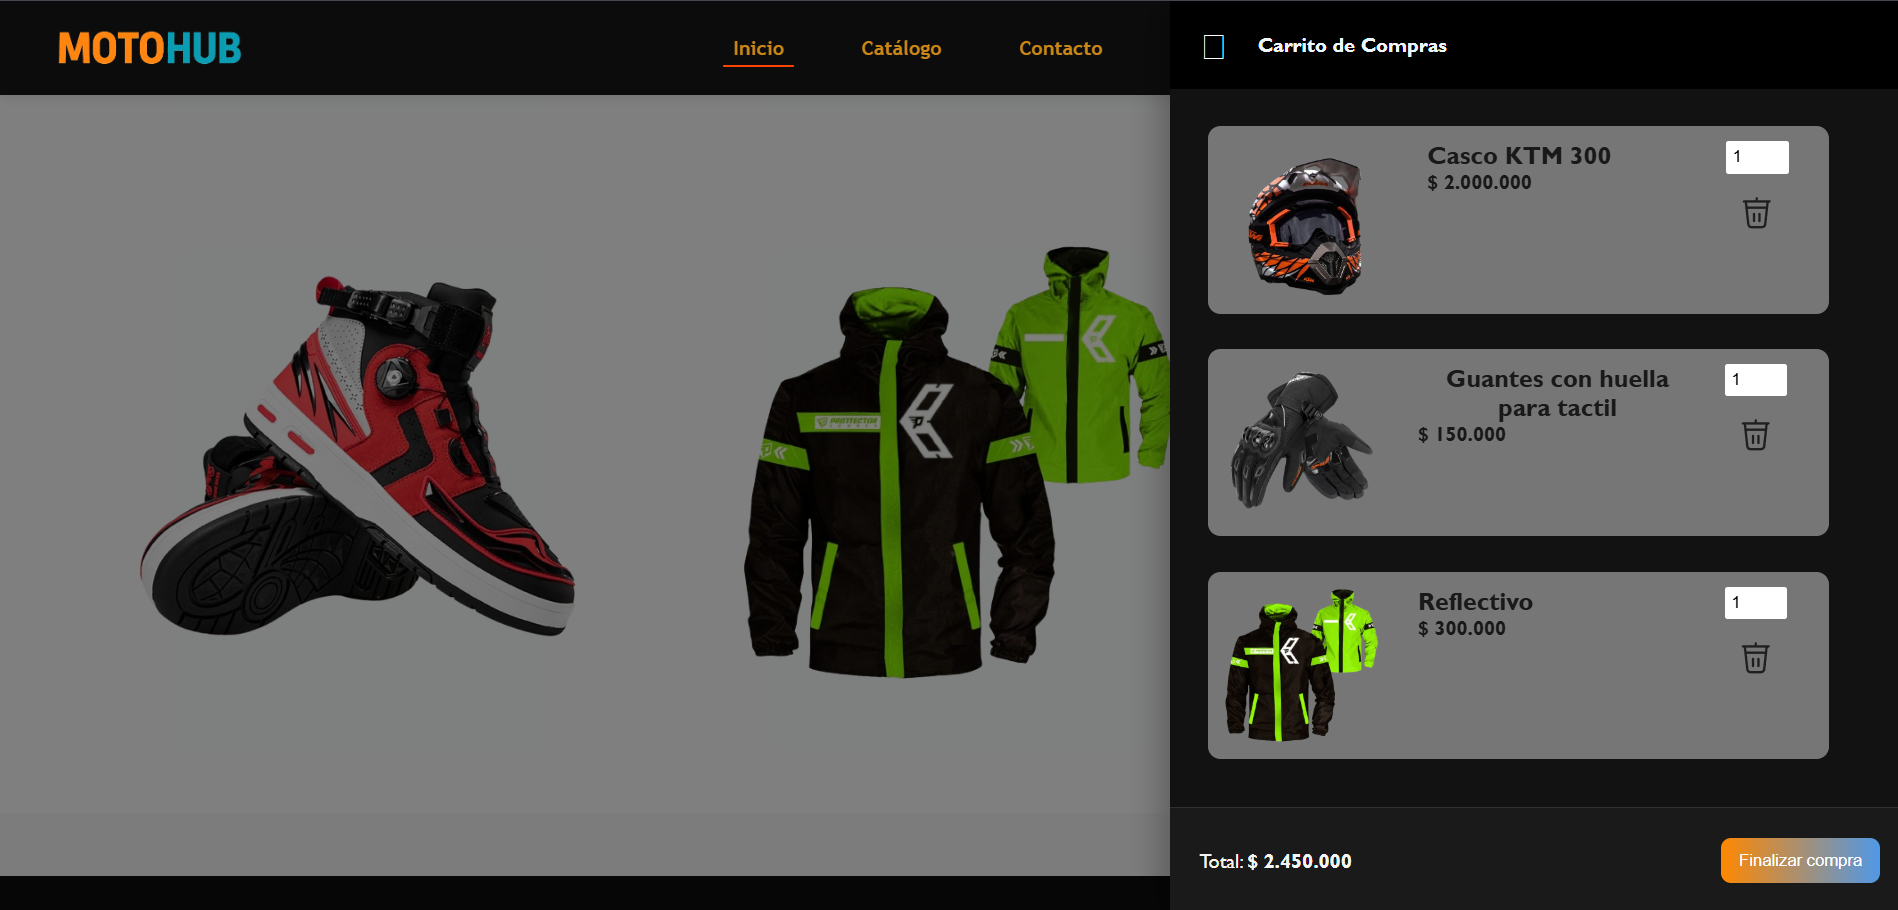 MOTOHUB
Inicio
Catálogo
Contacto
Carrito de Compras
Casco KTM 300
$ 2.000.000
1
Guantes con huella
para tactil
$ 150.000
1
Reflectivo
$ 300.000
1
Total: $ 2.450.000
Finalizar compra